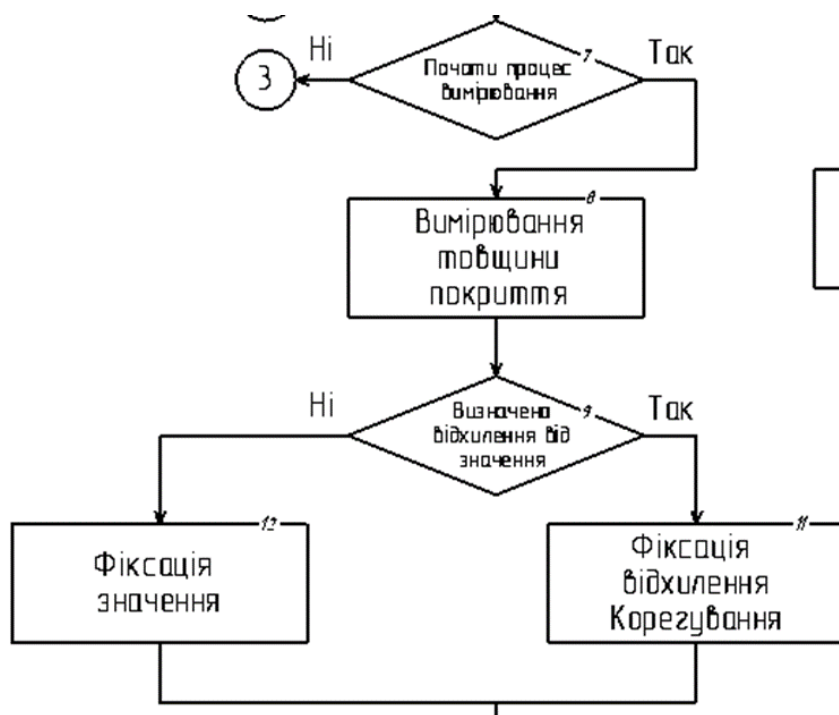 Ні
7
Так
З
Почати процес
вимірювання
8
Вимірювання
товщини
покриття
Ні
9
Так
Визначено
відхилення від
значення
12
Фіксація
значення
11
Фіксація
відхилення
Корегування